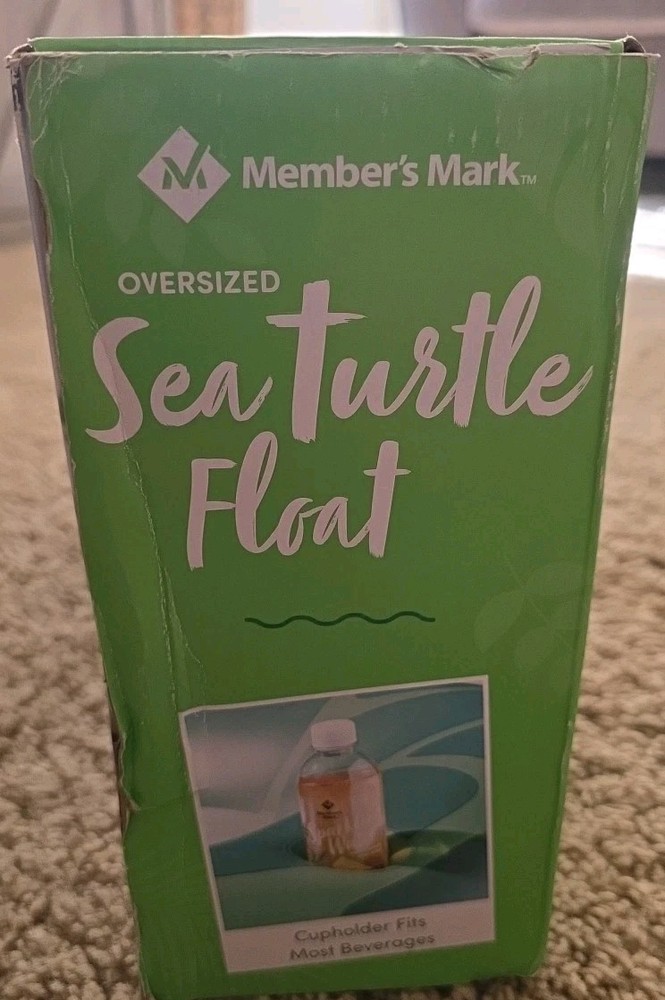 Member's Mark™
OVERSIZED
Sea Turtle
Float
Cupholder Fits
Most Beverages